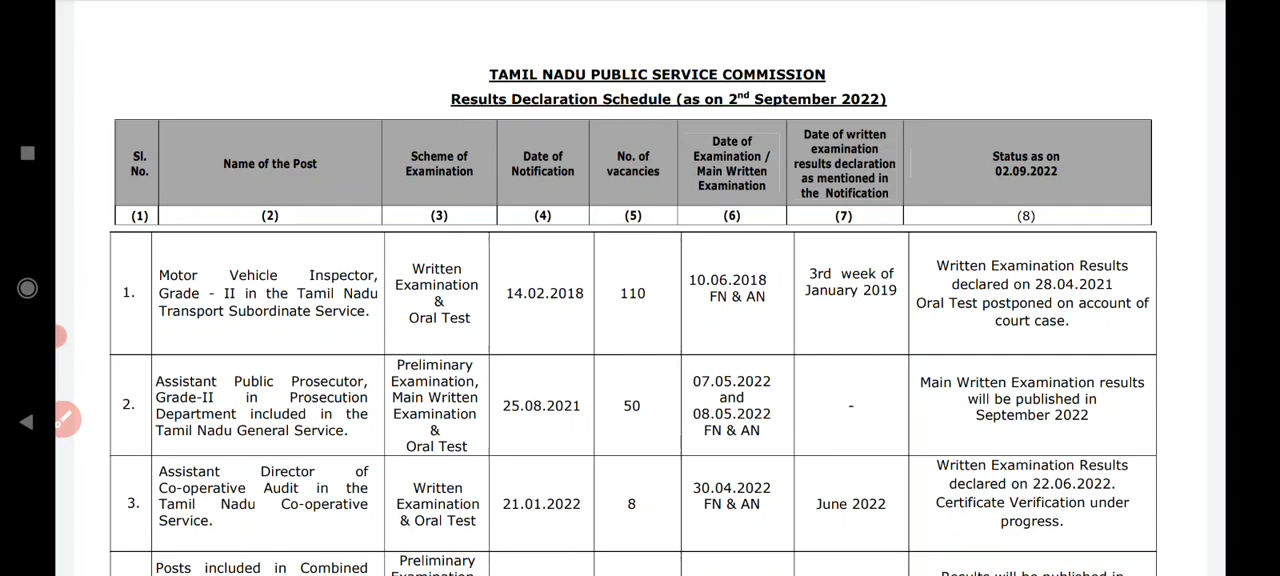 TAMIL NADU PUBLIC SERVICE COMMISSION
Results Declaration Schedule (as on 2nd September 2022)
Sl. No.
Name of the Post
Scheme of Examination
Date of Notification
No. of vacancies
Date of Examination / Main Written Examination
Date of written examination results declaration as mentioned in the Notification
Status as on 02.09.2022
(1)
(2)
(3)
(4)
(5)
(6)
(7)
(8)
1.
Motor Vehicle Inspector,
Grade - II in the Tamil Nadu
Transport Subordinate Service.
Written
Examination
&
Oral Test
14.02.2018
110
10.06.2018
FN & AN
3rd week of
January 2019
Written Examination Results
declared on 28.04.2021
Oral Test postponed on account of
court case.
2.
Assistant Public Prosecutor,
Grade-II in Prosecution
Department included in the
Tamil Nadu General Service.
Preliminary
Examination,
Main Written
Examination
&
Oral Test
25.08.2021
50
07.05.2022
and
08.05.2022
FN & AN
-
Main Written Examination results
will be published in
September 2022
3.
Assistant Director of
Co-operative Audit in the
Tamil Nadu Co-operative
Service.
Written
Examination
& Oral Test
21.01.2022
8
30.04.2022
FN & AN
June 2022
Written Examination Results
declared on 22.06.2022.
Certificate Verification under
progress.
Posts included in Combined
Preliminary
Examination,
Results will be published in